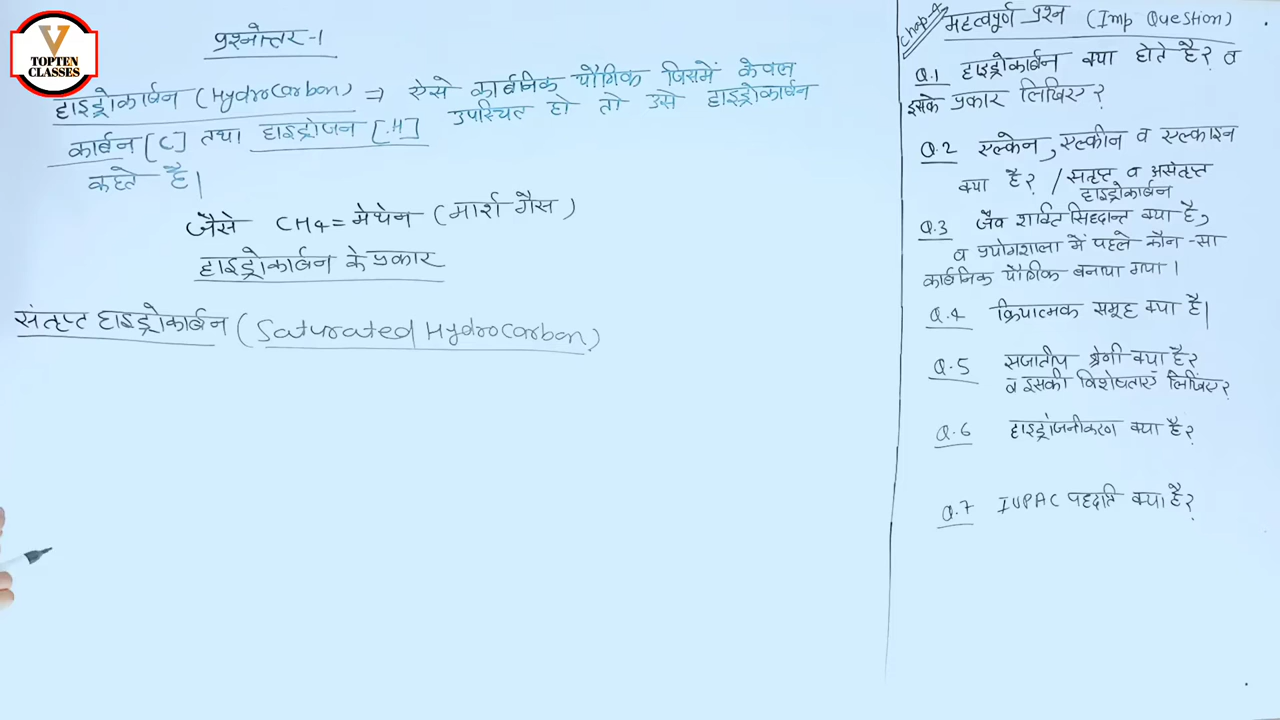 V
TOPTEN
CLASSES
प्रश्नोत्तर-1
हाइड्रोकार्बन (Hydrocarbon) ⇒ ऐसे कार्बनिक यौगिक जिसमें केवल
कार्बन [C] तथा हाइड्रोजन [H] उपस्थित हो तो उसे हाइड्रोकार्बन
कहते है।
जैसे CH4 = मेथेन (मार्श गैस)
हाइड्रोकार्बन के प्रकार
संतृप्त हाइड्रोकार्बन (Saturated Hydrocarbon)
Chap 4
महत्वपूर्ण प्रश्न (Imp Question)
Q.1 हाइड्रोकार्बन क्या होते है? व
इसके प्रकार लिखिए?
Q.2 एल्केन, एल्कीन व एल्काइन
क्या है? / सतृप्त व असंतृप्त
हाइड्रोकार्बन
Q.3 जैव शक्ति सिद्दान्त क्या है,
व प्रयोगशाला में पहले कौन-सा
कार्बनिक यौगिक बनाया गया।
Q.4 क्रियात्मक समूह क्या है।
Q.5 सजातीय श्रेणी क्या है?
व इसकी विशेषताएं लिखिए?
Q.6 हाइड्रोजनीकरण क्या है?
Q.7 IUPAC पद्दति क्या है?